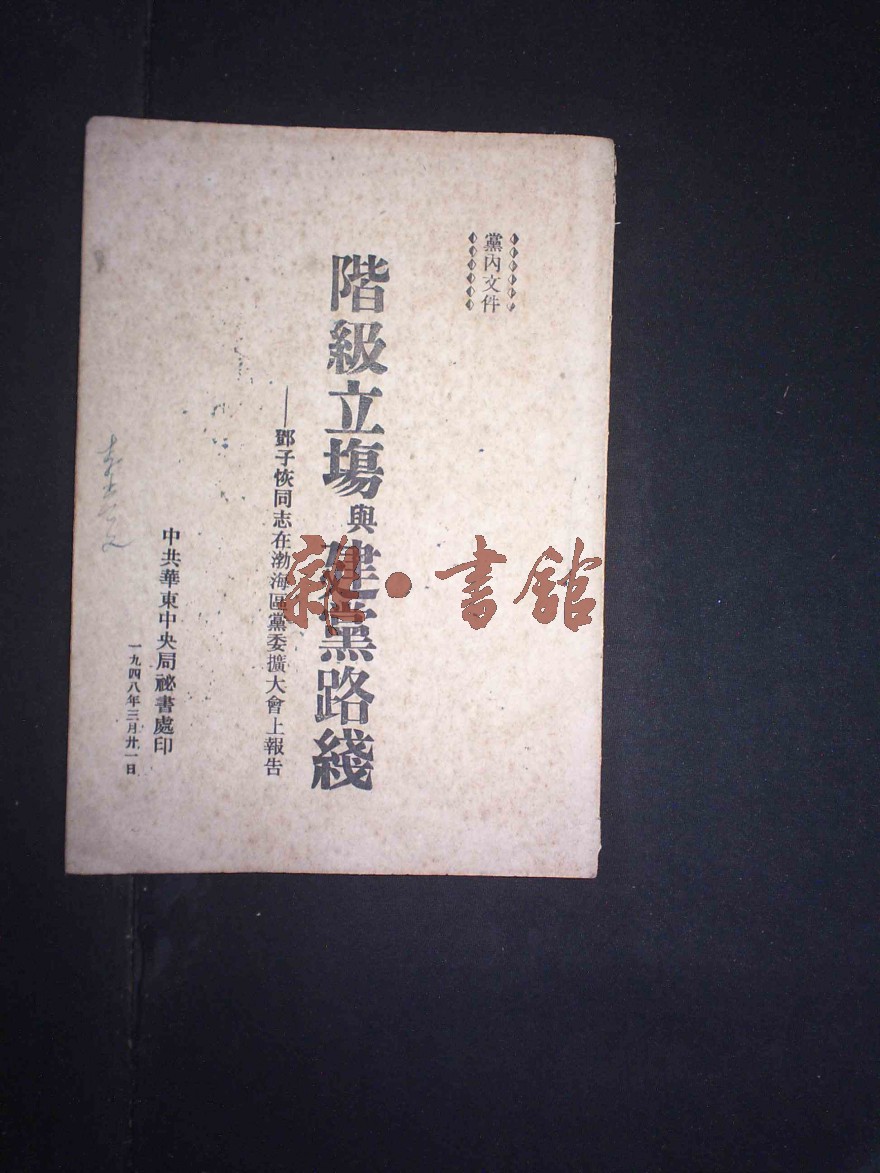 黨內文件
階級立塲與建黨路綫
——鄧子恢同志在渤海區黨委擴大會上報告
中共華東中央局祕書處印
一九四八年三月廿一日
雜·書館